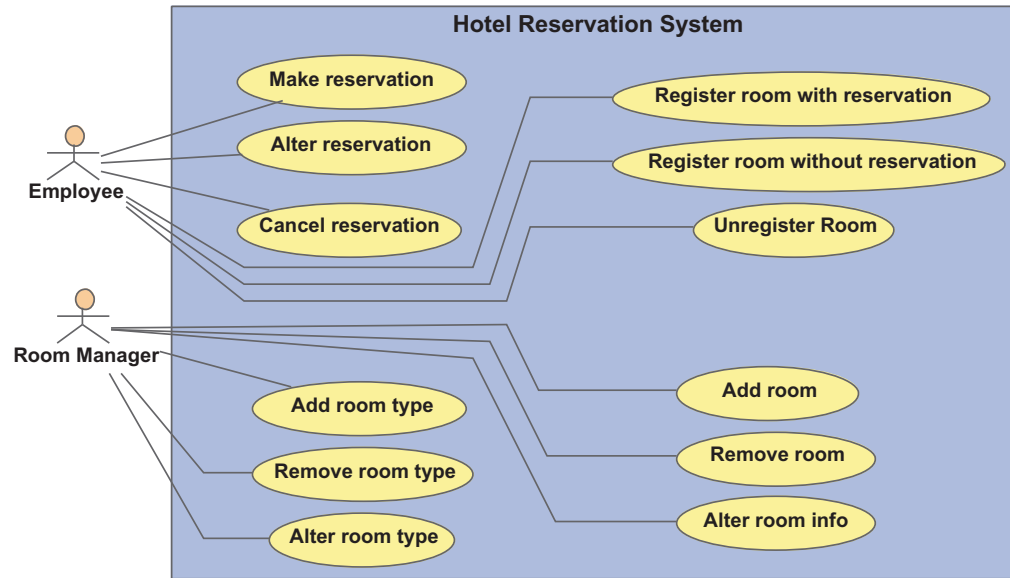 Hotel Reservation System
Make reservation
Register room with reservation
Alter reservation
Register room without reservation
Employee
Cancel reservation
Unregister Room
Room Manager
Add room type
Add room
Remove room type
Remove room
Alter room type
Alter room info